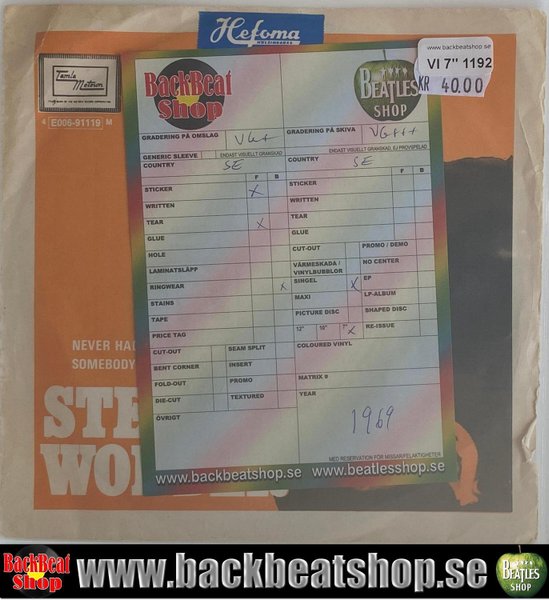 Hefoma
HÖLJDBAREN
www.backbeatshop.se
VI 7" 1192
KR 40.00
Tamla
Motown
4 E006-91119 M
BackBeat
Shop
BEATLES
SHOP
GRADERING PÅ OMSLAG VG+
GRADERING PÅ SKIVA VG+++
GENERIC SLEEVE ENDAST VISUELLT GRANSKAD
ENDAST VISUELLT GRANSKAD, EJ PROVSPELAD
COUNTRY SE
COUNTRY SE
F B
F B
STICKER X
STICKER
WRITTEN
WRITTEN
TEAR X
TEAR
GLUE
GLUE
HOLE
CUT-OUT
PROMO / DEMO
LAMINATSLÄPP
VÄRMESKADA /
VINYLBUBBLOR
NO CENTER
RINGWEAR X
SINGEL X
EP
STAINS
MAXI
LP-ALBUM
TAPE
PICTURE DISC
SHAPED DISC
PRICE TAG
12" 10" 7" X
RE-ISSUE
CUT-OUT
SEAM SPLIT
COLOURED VINYL
BENT CORNER
INSERT
FOLD-OUT
PROMO
MATRIX #
DIE-CUT
TEXTURED
YEAR
ÖVRIGT
1969
MED RESERVATION FÖR MISSAR/FELAKTIGHETER
www.backbeatshop.se www.beatlesshop.se
NEVER HA
SOMEBODY
STE
WO
BackBeat
Shop
www.backbeatshop.se
BEATLES
SHOP